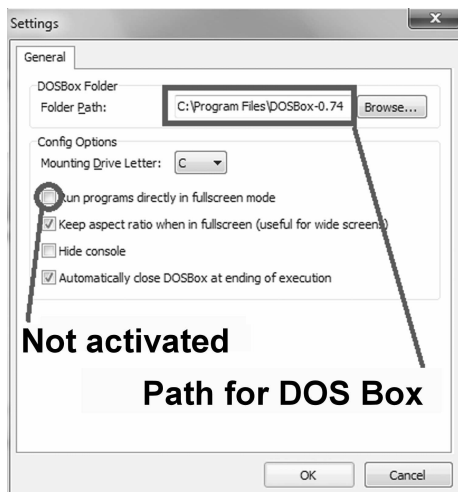 Settings
x
General
DOSBox Folder
Folder Path: C:\Program Files\DOSBox-0.74 Browse...
Config Options
Mounting Drive Letter: C
Run programs directly in fullscreen mode
Keep aspect ratio when in fullscreen (useful for wide screens)
Hide console
Automatically close DOSBox at ending of execution
Not activated
Path for DOS Box
OK Cancel